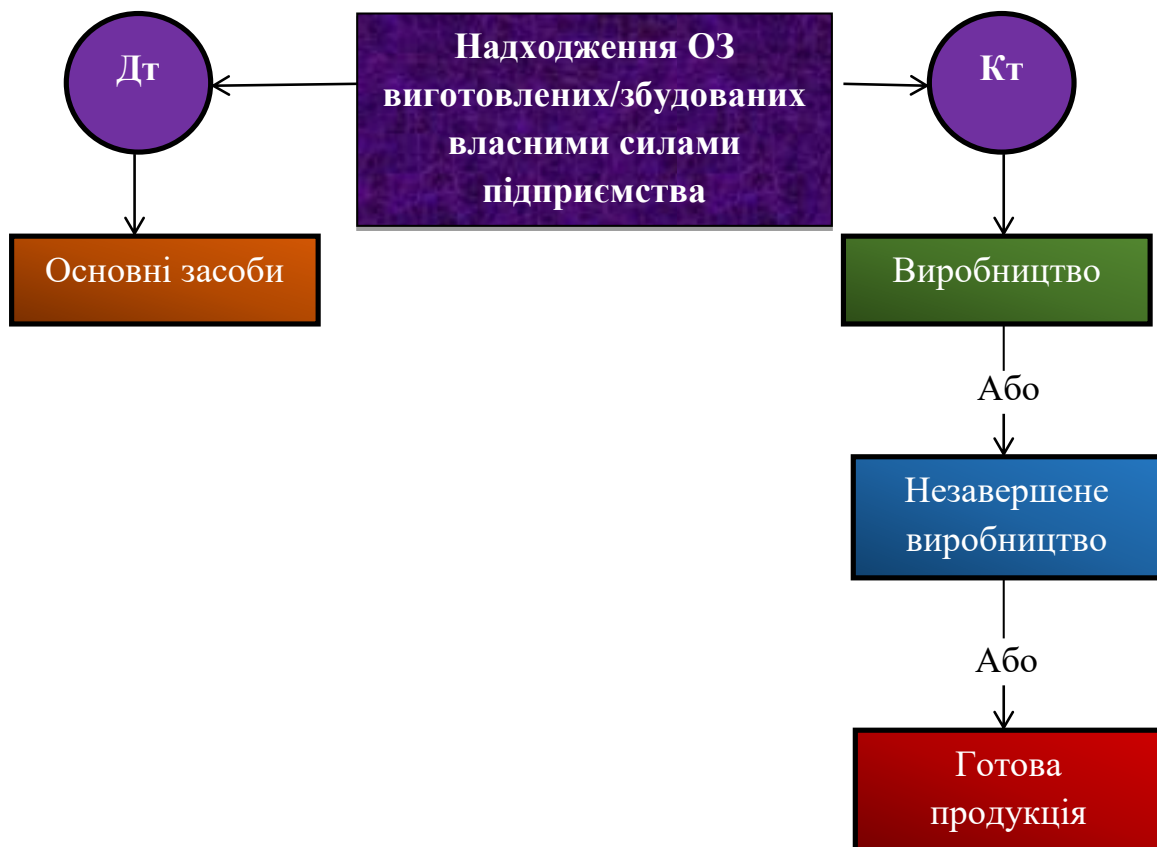 Дт
Надходження ОЗ
виготовлених/збудованих
власними силами
підприємства
Кт
Основні засоби
Виробництво
Або
Незавершене
виробництво
Або
Готова
продукція